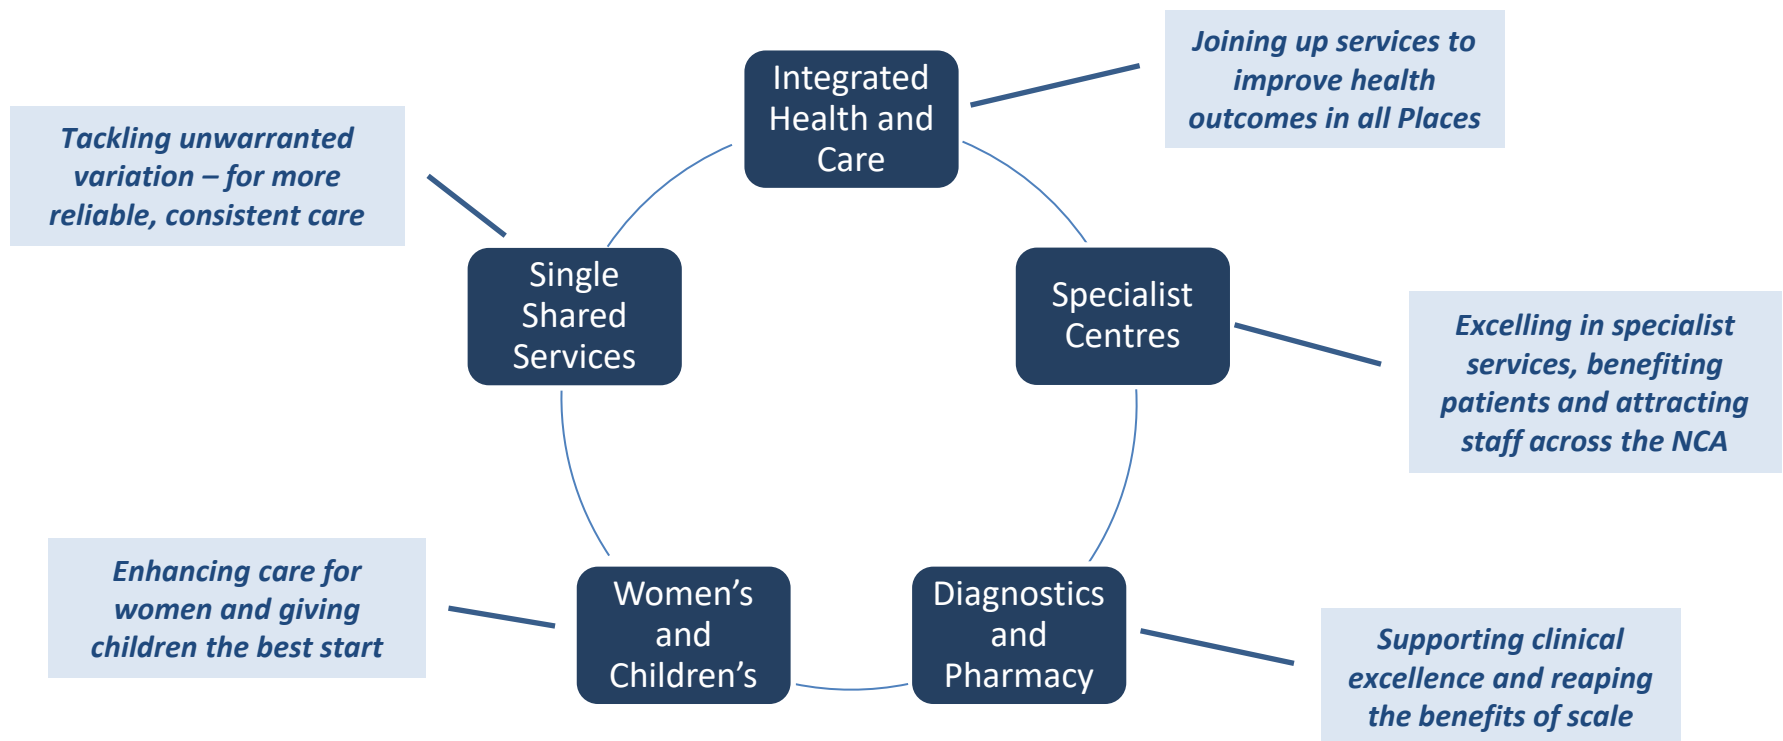 Integrated
Health and
Care
Joining up services to
improve health
outcomes in all Places
Tackling unwarranted
variation – for more
reliable, consistent care
Single
Shared
Services
Specialist
Centres
Excelling in specialist
services, benefiting
patients and attracting
staff across the NCA
Enhancing care for
women and giving
children the best start
Women’s
and
Children’s
Diagnostics
and
Pharmacy
Supporting clinical
excellence and reaping
the benefits of scale